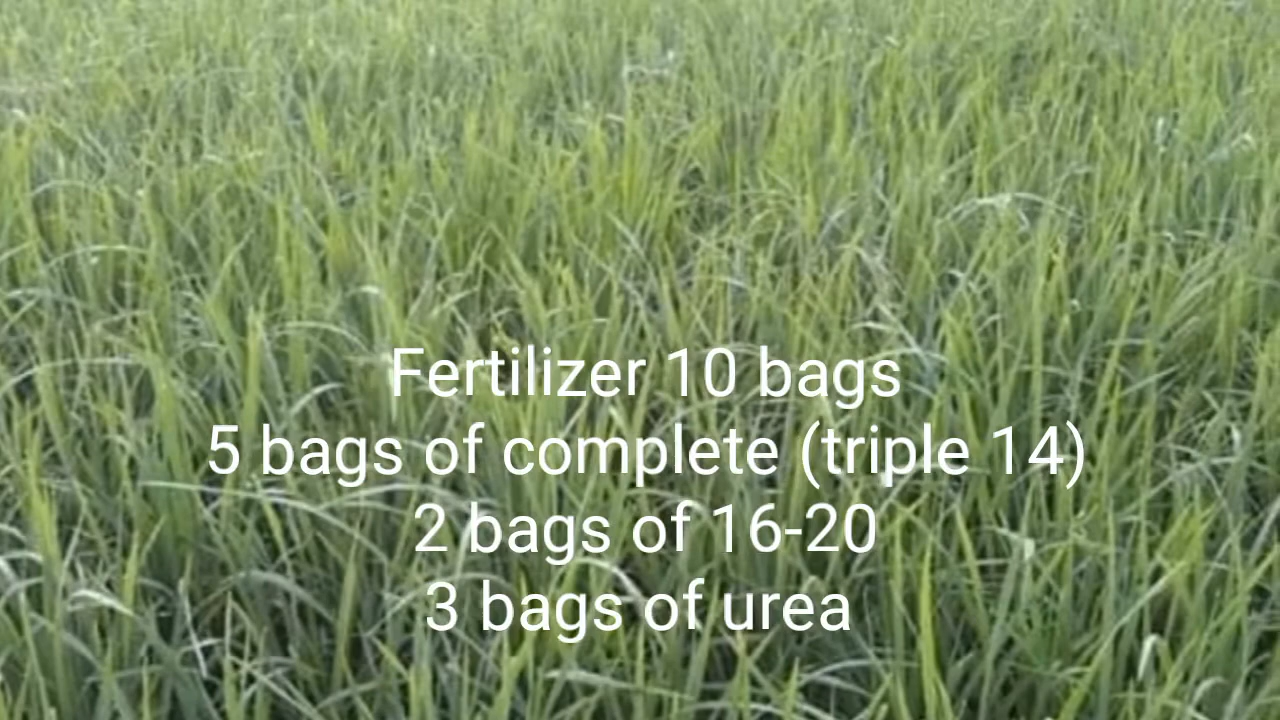 Fertilizer 10 bags
5 bags of complete (triple 14)
2 bags of 16-20
3 bags of urea